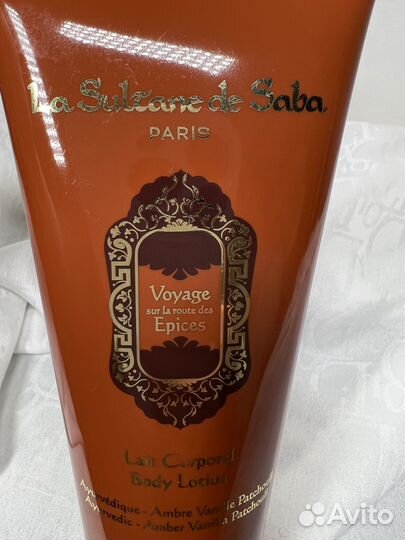 La Sultane de Saba
PARIS
Voyage
sur la route des
Epices
Lait Corporel
Body Lotion
Ayurvédique - Ambre Vanille Patchouli
Ayurvedic - Amber Vanilla Patchouli
Avito